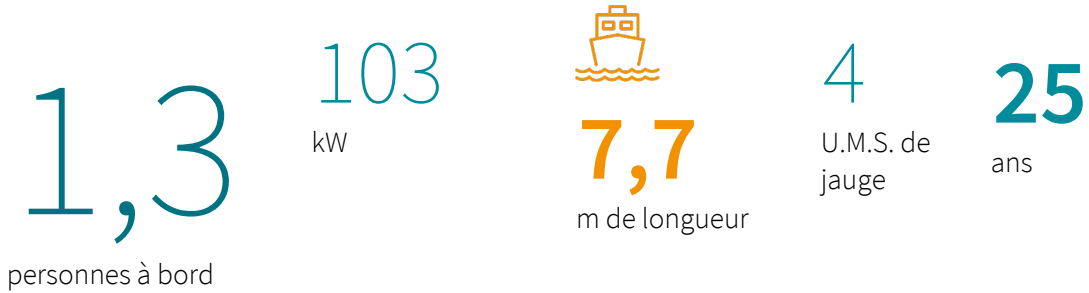 1,3
personnes à bord
103
kW
7,7
m de longueur
4
U.M.S. de
jauge
25
ans